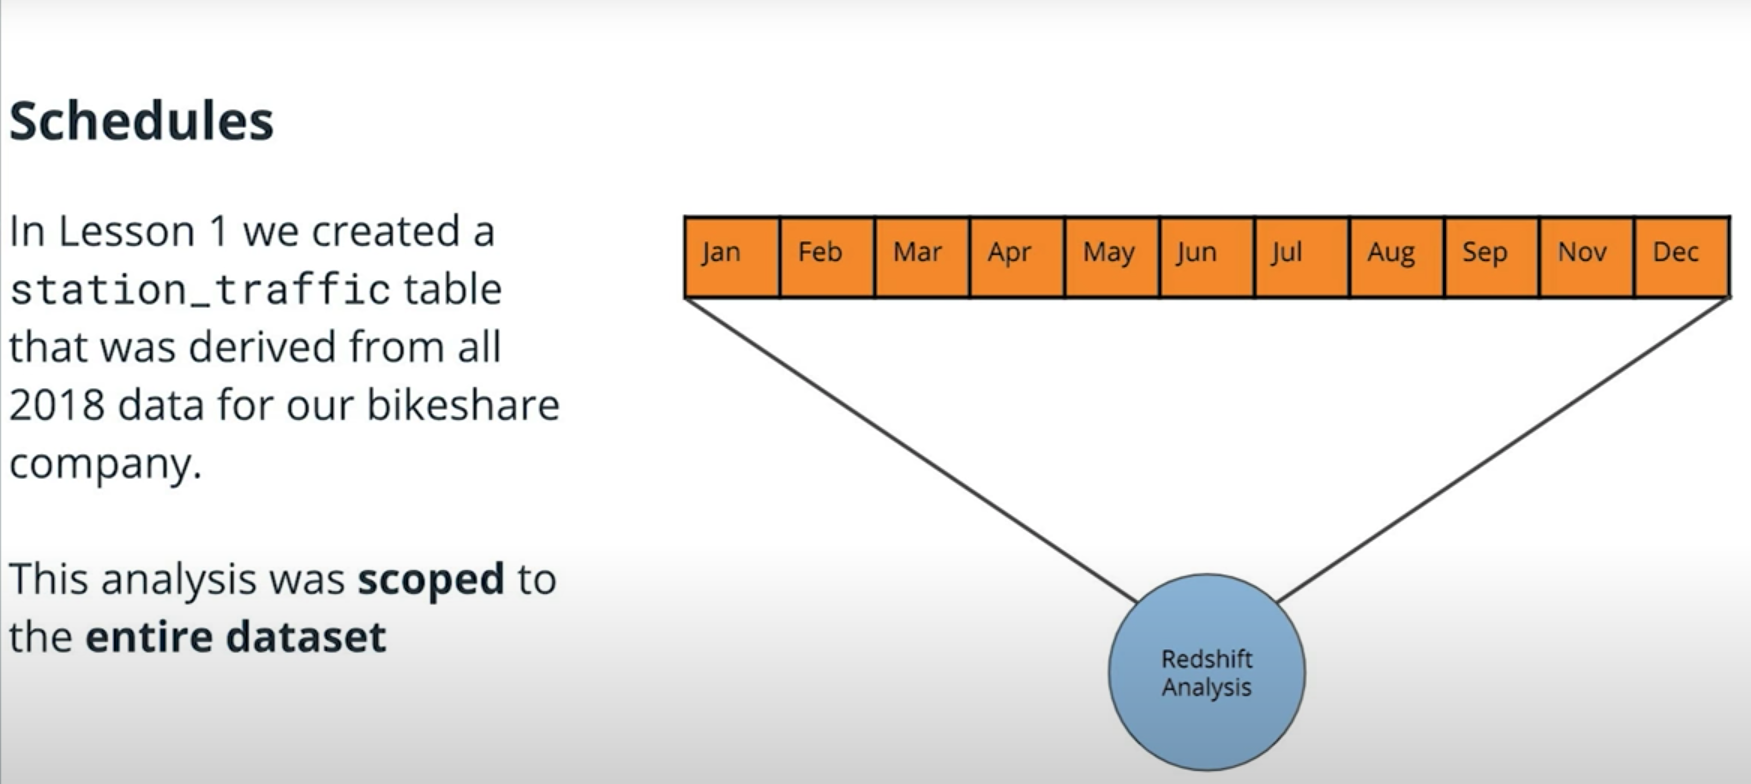 Schedules
In Lesson 1 we created a
station_traffic table
that was derived from all
2018 data for our bikeshare
company.
This analysis was scoped to
the entire dataset
Jan Feb Mar Apr May Jun Jul Aug Sep Nov Dec
Redshift
Analysis